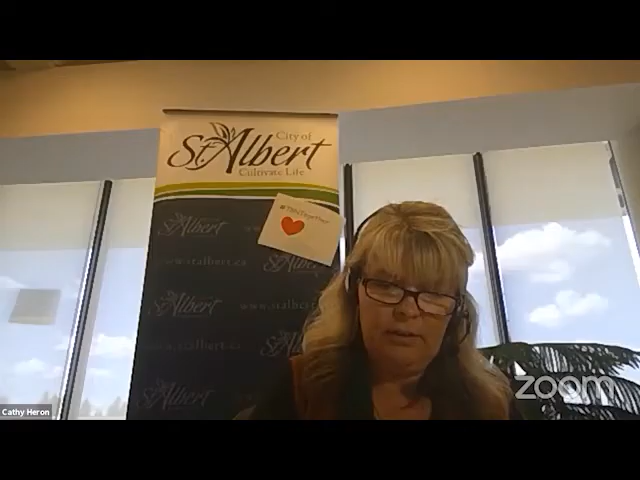 City of
St. Albert
Cultivate Life
www.stalbert.ca
St. Albert
St. Albert
www.stalbert
St. Albert
St. Albert
Cathy Heron
zoom